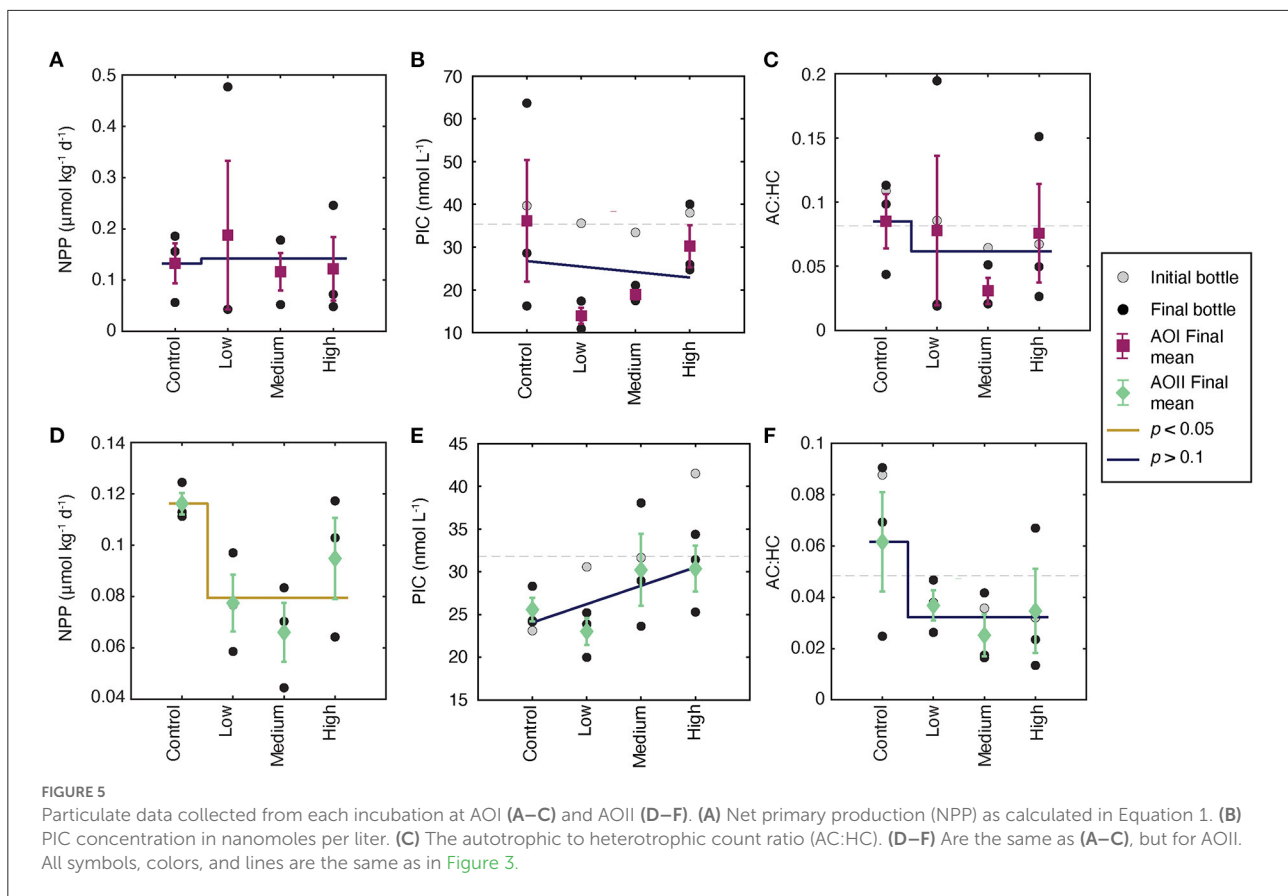 A
NPP (μmol kg⁻¹ d⁻¹)
0.5
0.4
0.3
0.2
0.1
0
Control
Low
Medium
High
B
PIC (nmol L⁻¹)
70
60
50
40
30
20
10
Control
Low
Medium
High
C
AC:HC
0.2
0.15
0.1
0.05
0
Control
Low
Medium
High
D
NPP (μmol kg⁻¹ d⁻¹)
0.14
0.12
0.1
0.08
0.06
0.04
Control
Low
Medium
High
E
PIC (nmol L⁻¹)
45
40
35
30
25
20
15
Control
Low
Medium
High
F
AC:HC
0.1
0.08
0.06
0.04
0.02
0
Control
Low
Medium
High
Initial bottle
Final bottle
AOI Final
mean
AOII Final
mean
p < 0.05
p > 0.1
FIGURE 5
Particulate data collected from each incubation at AOI (A–C) and AOII (D–F). (A) Net primary production (NPP) as calculated in Equation 1. (B)
PIC concentration in nanomoles per liter. (C) The autotrophic to heterotrophic count ratio (AC:HC). (D–F) Are the same as (A–C), but for AOII.
All symbols, colors, and lines are the same as in Figure 3.